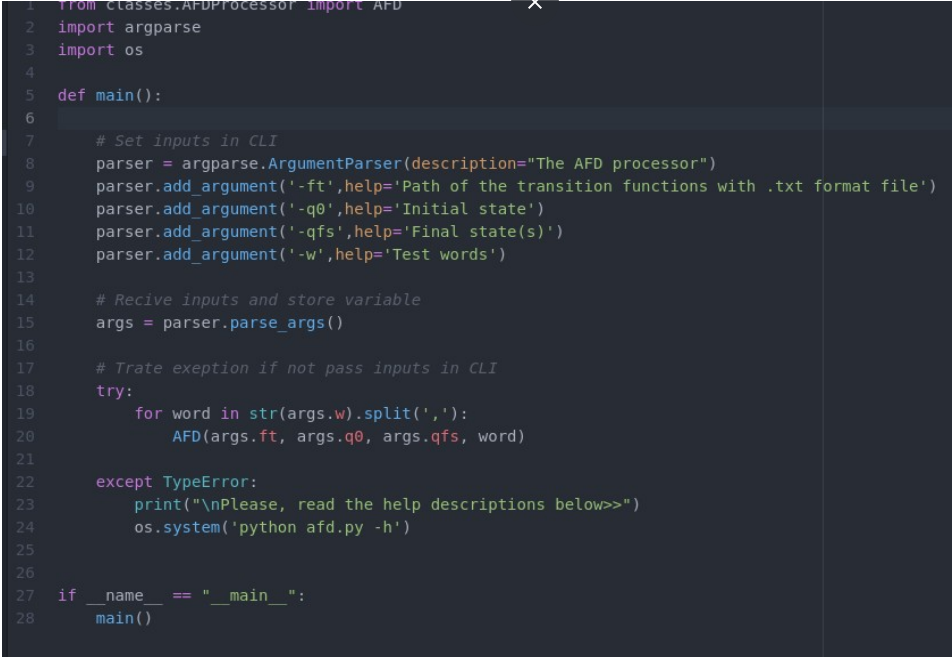 1 from classes.AFDProcessor import AFD
2 import argparse
3 import os
4
5 def main():
6
7     # Set inputs in CLI
8     parser = argparse.ArgumentParser(description="The AFD processor")
9     parser.add_argument('-ft',help='Path of the transition functions with .txt format file')
10     parser.add_argument('-q0',help='Initial state')
11     parser.add_argument('-qfs',help='Final state(s)')
12     parser.add_argument('-w',help='Test words')
13
14     # Recive inputs and store variable
15     args = parser.parse_args()
16
17     # Trate exeption if not pass inputs in CLI
18     try:
19         for word in str(args.w).split(','):
20             AFD(args.ft, args.q0, args.qfs, word)
21
22     except TypeError:
23         print("\nPlease, read the help descriptions below>>")
24         os.system('python afd.py -h')
25
26
27 if __name__ == "__main__":
28     main()